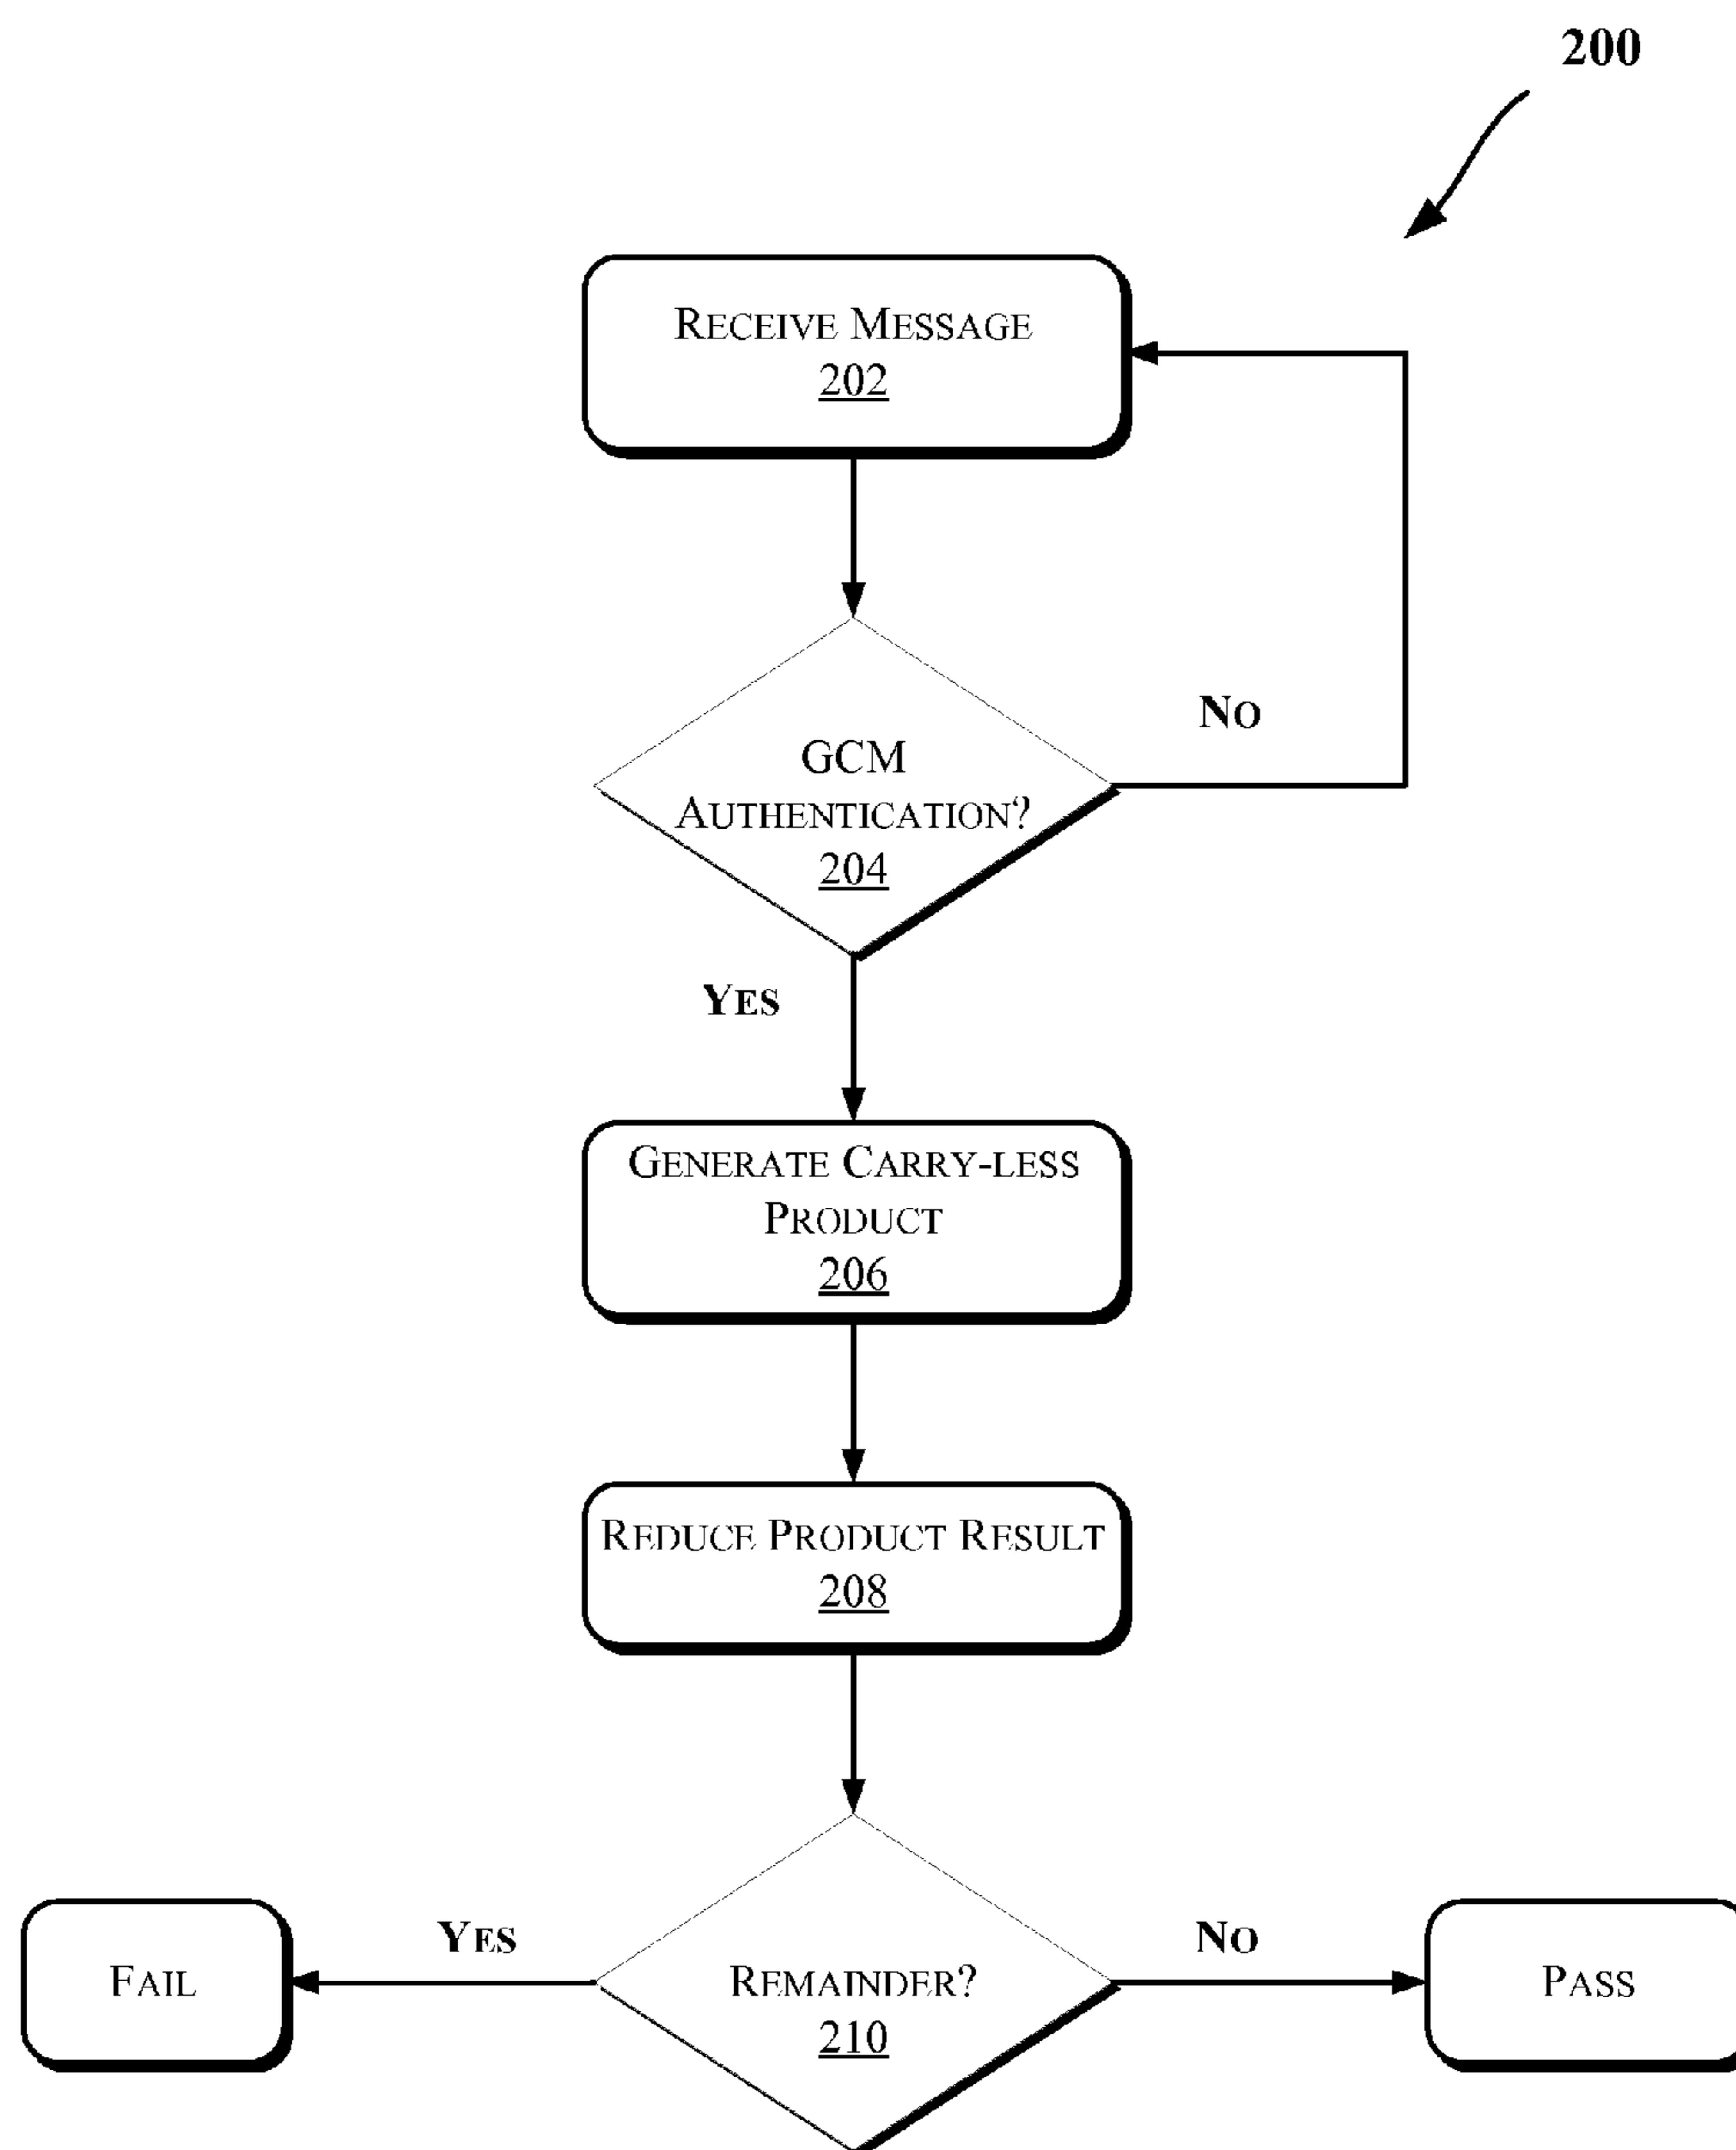 200
RECEIVE MESSAGE
202
GCM
AUTHENTICATION?
204
NO
YES
GENERATE CARRY-LESS
PRODUCT
206
REDUCE PRODUCT RESULT
208
YES
NO
FAIL
REMAINDER?
210
PASS